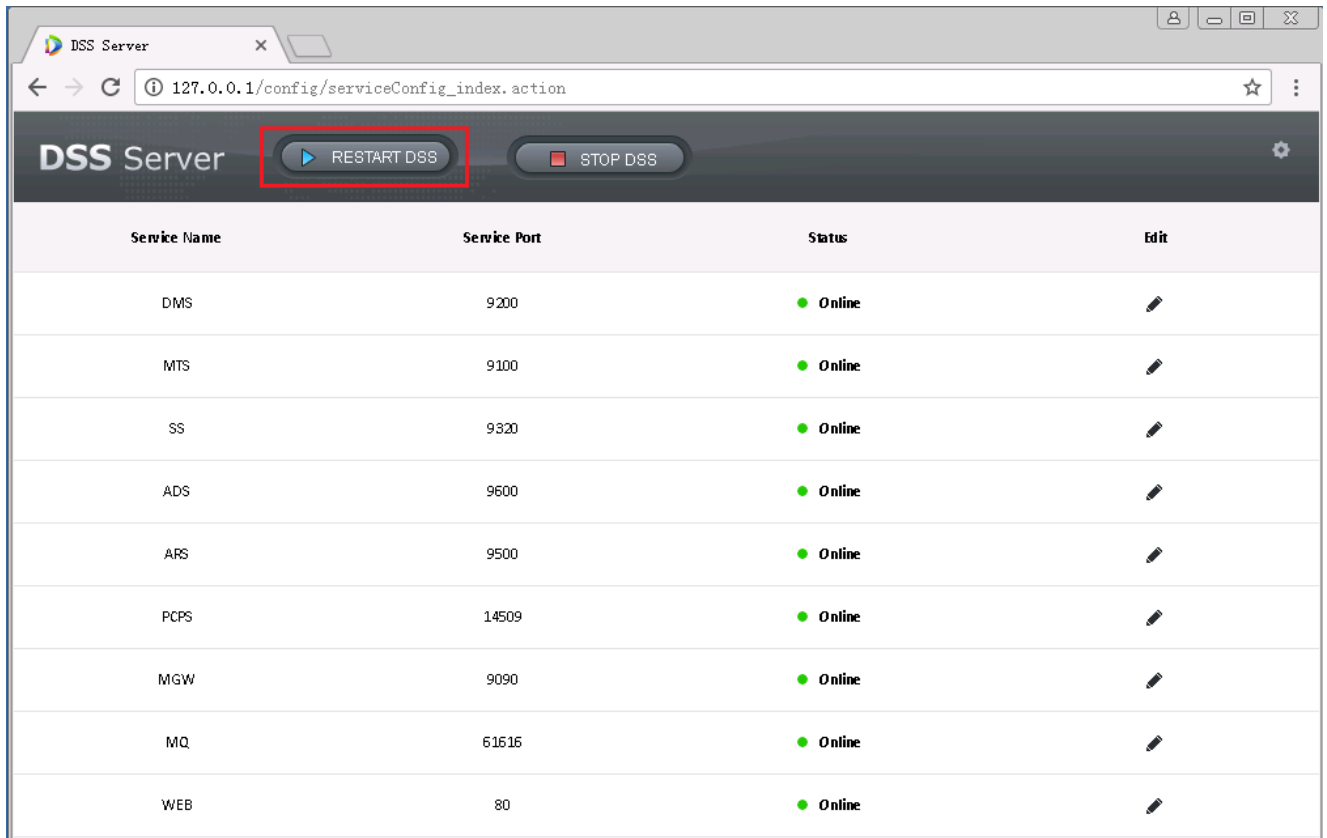 DSS Server
127.0.0.1/config/serviceConfig_index.action
DSS Server RESTART DSS STOP DSS
Service Name Service Port Status Edit
DMS 9200 Online
MTS 9100 Online
SS 9320 Online
ADS 9600 Online
ARS 9500 Online
PCPS 14509 Online
MGW 9090 Online
MQ 61616 Online
WEB 80 Online